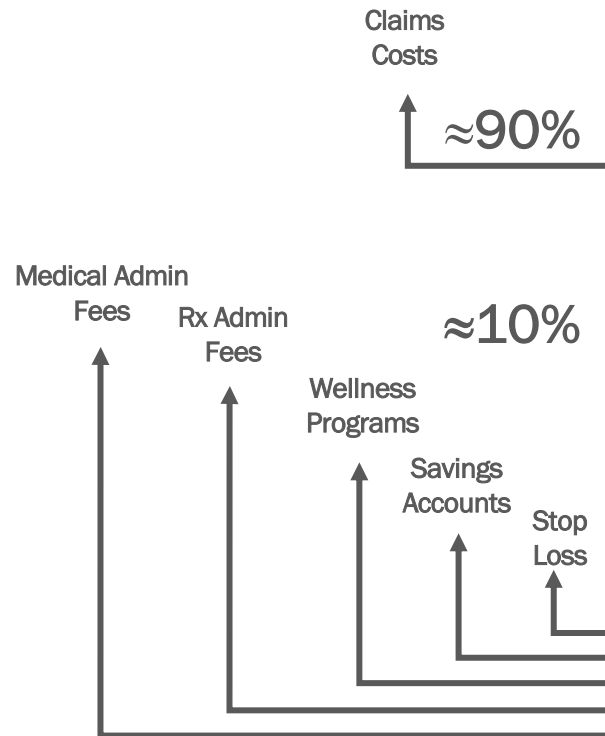 Claims
Costs
≈90%
Medical Admin
Fees
Rx Admin
Fees
≈10%
Wellness
Programs
Savings
Accounts
Stop
Loss